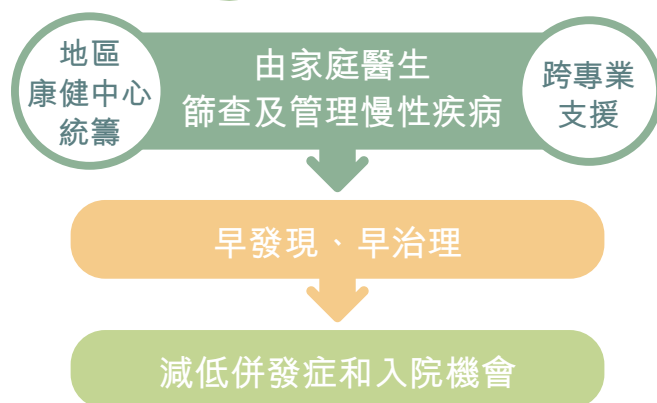 地區
康健中心
統籌
由家庭醫生
篩查及管理慢性疾病
跨專業
支援
早發現、早治理
減低併發症和入院機會